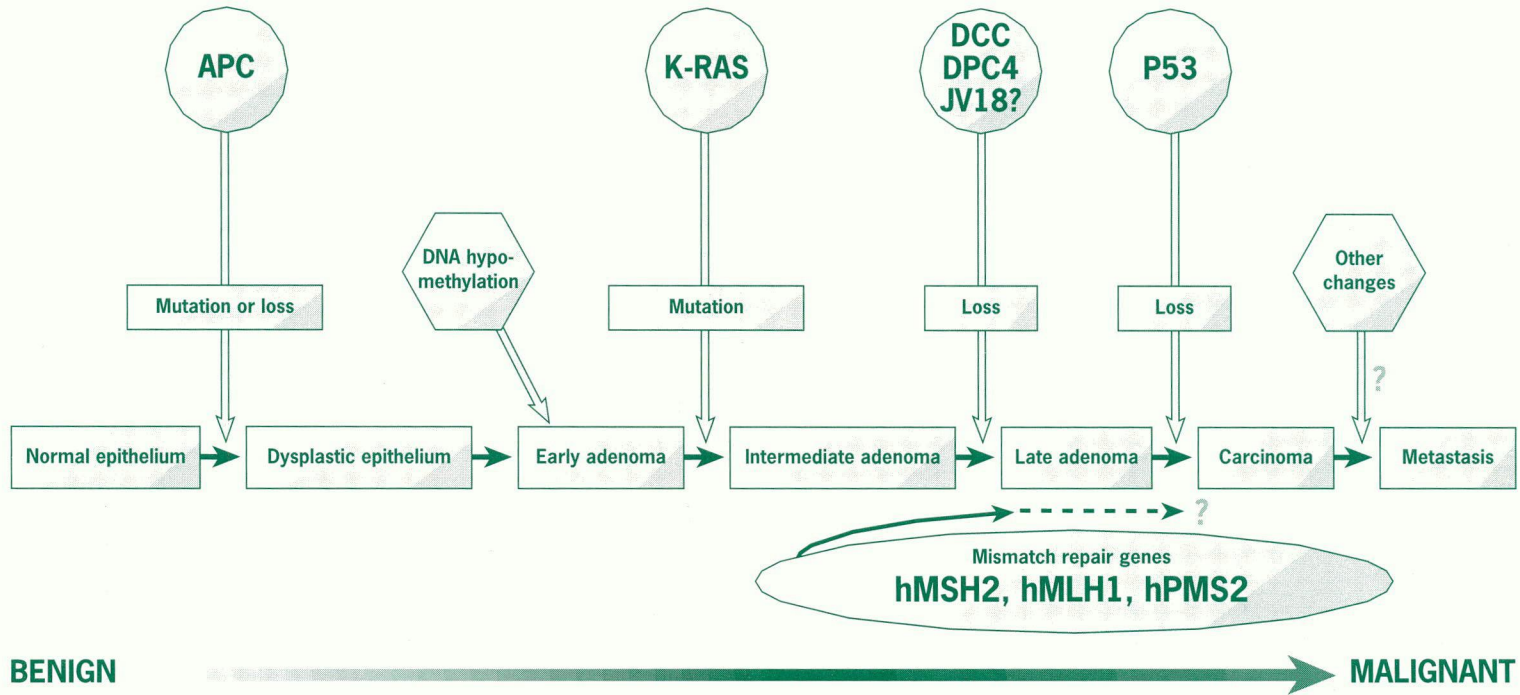 APC
K-RAS
DCC
DPC4
JV18?
P53
DNA hypo-
methylation
Other
changes
Mutation or loss
Mutation
Loss
Loss
?
Normal epithelium
Dysplastic epithelium
Early adenoma
Intermediate adenoma
Late adenoma
Carcinoma
Metastasis
?
Mismatch repair genes
hMSH2, hMLH1, hPMS2
BENIGN
MALIGNANT